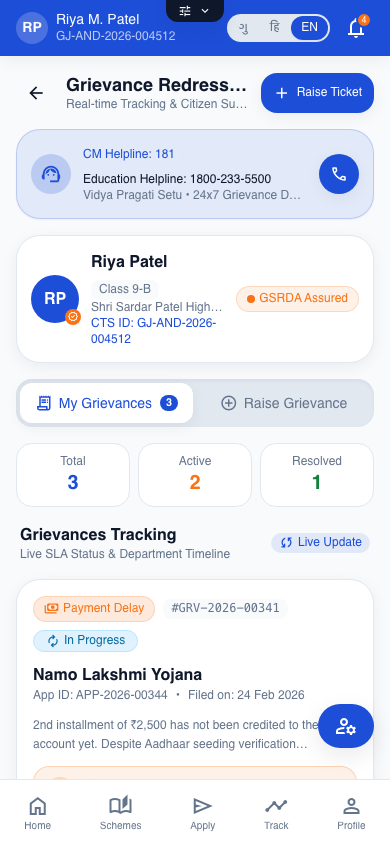 RP
Riya M. Patel
GJ-AND-2026-004512
ગુ
हि
EN
4
Grievance Redress...
Real-time Tracking & Citizen Su...
Raise Ticket
CM Helpline: 181
Education Helpline: 1800-233-5500
Vidya Pragati Setu • 24x7 Grievance D...
RP
Riya Patel
Class 9-B
Shri Sardar Patel High...
CTS ID: GJ-AND-2026-
004512
GSRDA Assured
My Grievances 3
Raise Grievance
Total
3
Active
2
Resolved
1
Grievances Tracking
Live SLA Status & Department Timeline
Live Update
Payment Delay
#GRV-2026-00341
In Progress
Namo Lakshmi Yojana
App ID: APP-2026-00344 • Filed on: 24 Feb 2026
2nd installment of ₹2,500 has not been credited to the
account yet. Despite Aadhaar seeding verification...
Home
Schemes
Apply
Track
Profile